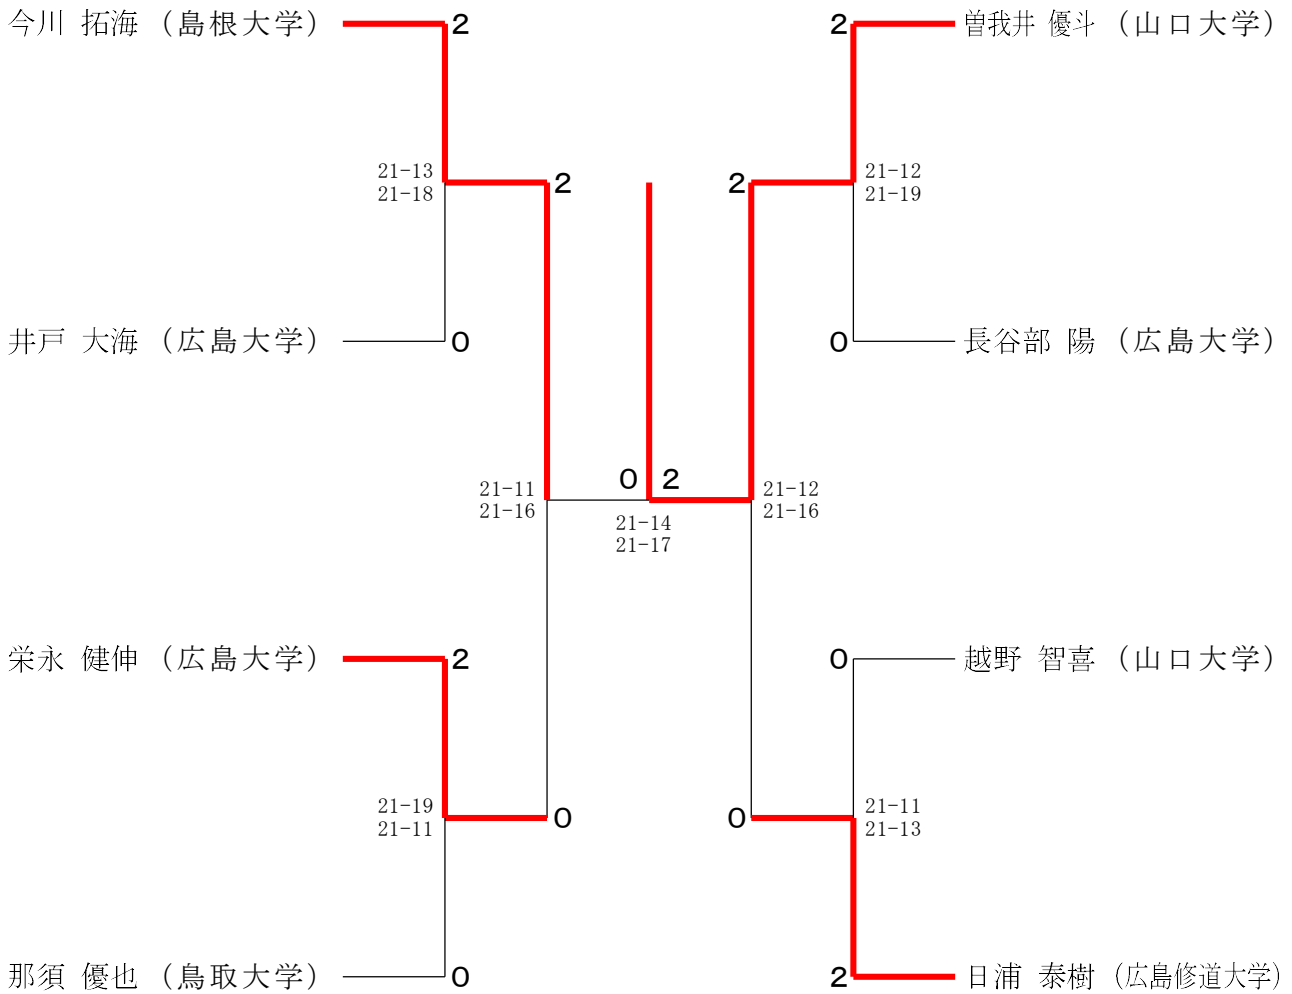 今川 拓海 （島根大学） 2 2 曽我井 優斗 （山口大学）
21-13 2 2 21-12
21-18 21-19
井戸 大海 （広島大学） 0 0 長谷部 陽 （広島大学）
0 2
21-11 21-12
21-16 21-16
21-14
21-17
栄永 健伸 （広島大学） 2 0 越野 智喜 （山口大学）
21-19 0 0 21-11
21-11 21-13
那須 優也 （鳥取大学） 0 2 日浦 泰樹 （広島修道大学）